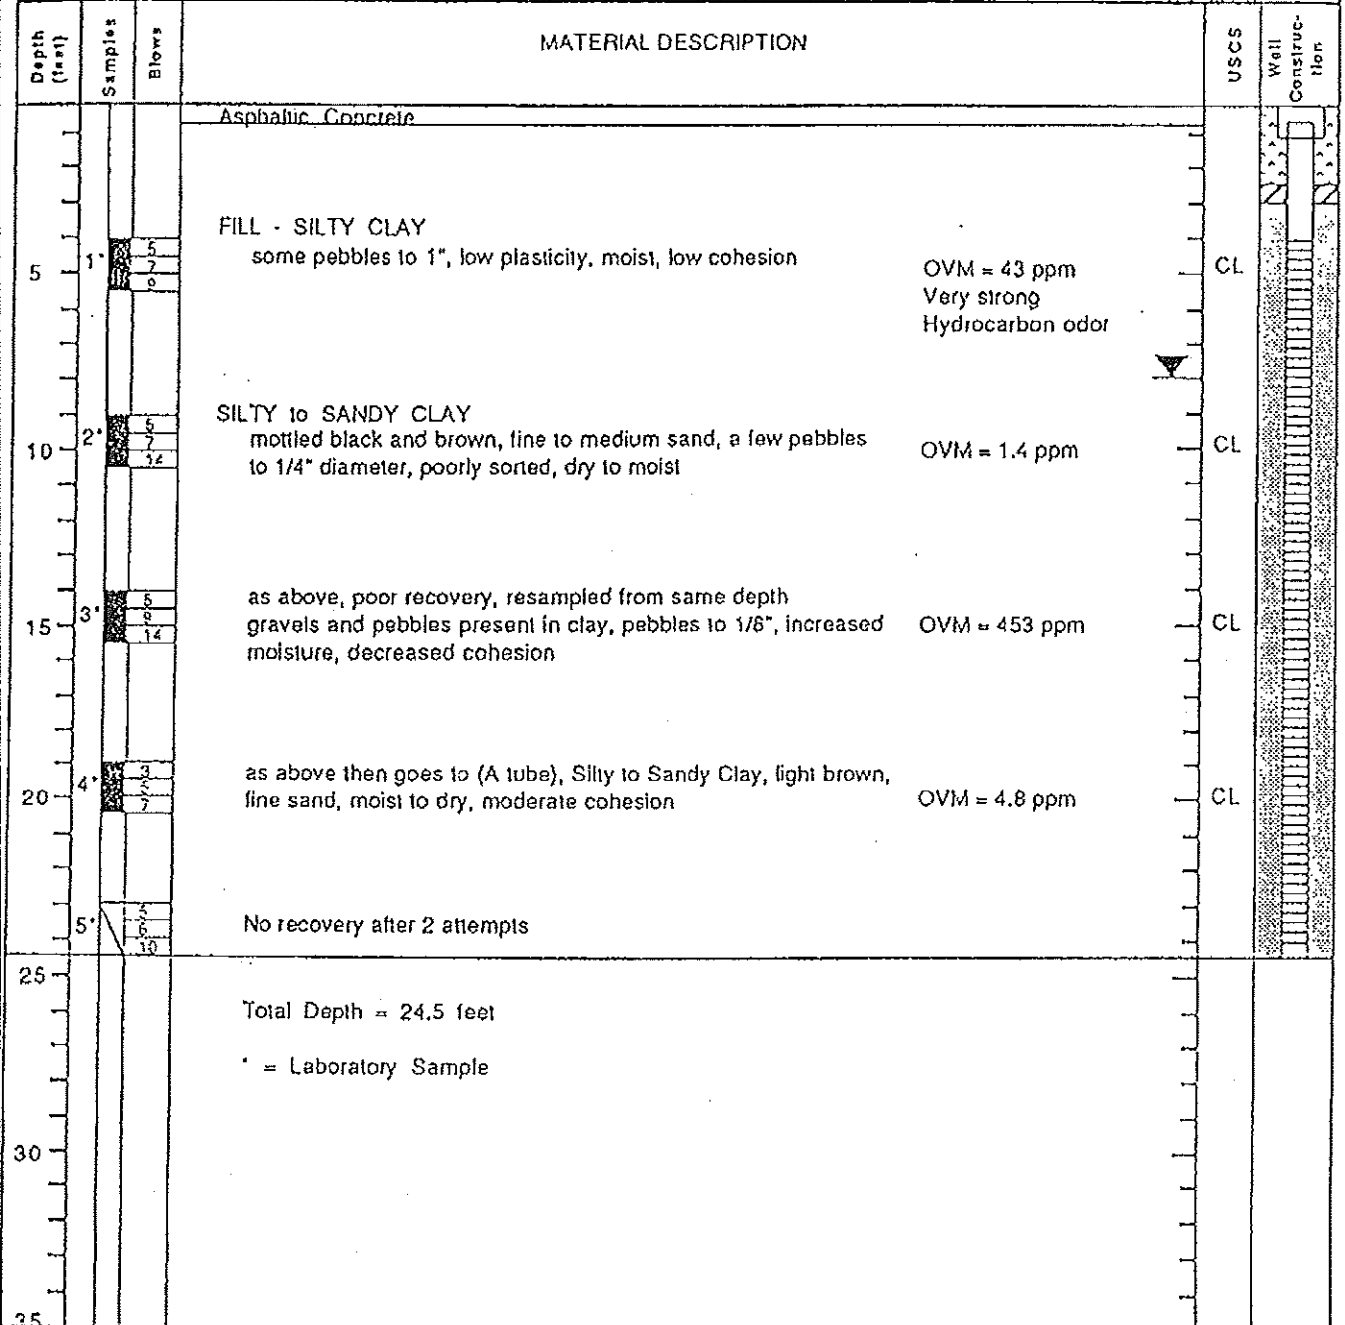 Depth (feet)
Samples
Blows
MATERIAL DESCRIPTION
USCS
Well Construc-tion
Asphaltic Concrete
FILL - SILTY CLAY
1* 5
some pebbles to 1", low plasticity, moist, low cohesion
5 7
OVM = 43 ppm CL
Very strong
Hydrocarbon odor
SILTY to SANDY CLAY
2* 5
mottled black and brown, fine to medium sand, a few pebbles
10 7
OVM = 1.4 ppm CL
14
to 1/4" diameter, poorly sorted, dry to moist
as above, poor recovery, resampled from same depth
3* 5
9
15 14
gravels and pebbles present in clay, pebbles to 1/8", increased OVM = 453 ppm CL
moisture, decreased cohesion
4* 3
as above then goes to (A tube), Silty to Sandy Clay, light brown,
20 7
fine sand, moist to dry, moderate cohesion OVM = 4.8 ppm CL
5*
6
No recovery after 2 attempts
10
25
Total Depth = 24.5 feet
* = Laboratory Sample
30
35